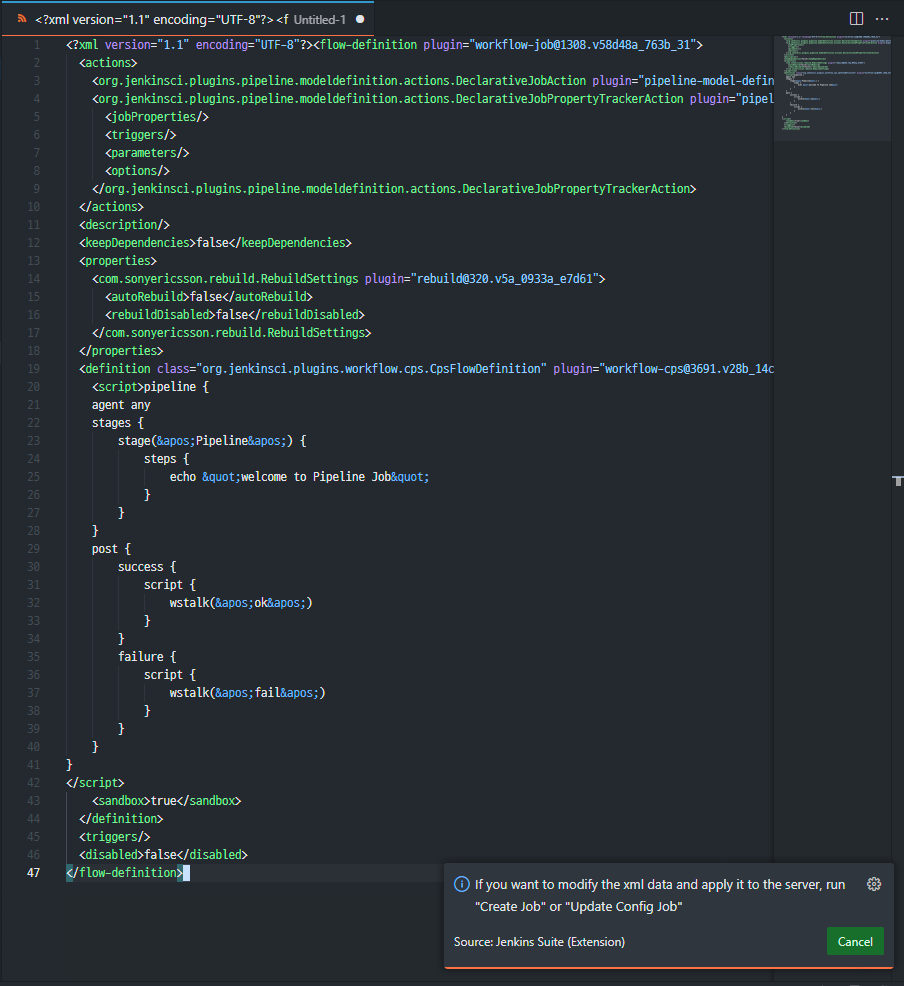 <?xml version="1.1" encoding="UTF-8"?><f Untitled-1
1 <?xml version="1.1" encoding="UTF-8"?><flow-definition plugin="workflow-job@1308.v58d48a_763b_31">
2 <actions>
3 <org.jenkinsci.plugins.pipeline.modeldefinition.actions.DeclarativeJobAction plugin="pipeline-model-defin
4 <org.jenkinsci.plugins.pipeline.modeldefinition.actions.DeclarativeJobPropertyTrackerAction plugin="pipel
5 <jobProperties/>
6 <triggers/>
7 <parameters/>
8 <options/>
9 </org.jenkinsci.plugins.pipeline.modeldefinition.actions.DeclarativeJobPropertyTrackerAction>
10 </actions>
11 <description/>
12 <keepDependencies>false</keepDependencies>
13 <properties>
14 <com.sonyericsson.rebuild.RebuildSettings plugin="rebuild@320.v5a_0933a_e7d61">
15 <autoRebuild>false</autoRebuild>
16 <rebuildDisabled>false</rebuildDisabled>
17 </com.sonyericsson.rebuild.RebuildSettings>
18 </properties>
19 <definition class="org.jenkinsci.plugins.workflow.cps.CpsFlowDefinition" plugin="workflow-cps@3691.v28b_14c
20 <script>pipeline {
21 agent any
22 stages {
23 stage(&apos;Pipeline&apos;) {
24 steps {
25 echo &quot;welcome to Pipeline Job&quot;
26 }
27 }
28 }
29 post {
30 success {
31 script {
32 wstalk(&apos;ok&apos;)
33 }
34 }
35 failure {
36 script {
37 wstalk(&apos;fail&apos;)
38 }
39 }
40 }
41 }
42 </script>
43 <sandbox>true</sandbox>
44 </definition>
45 <triggers/>
46 <disabled>false</disabled>
47 </flow-definition>
If you want to modify the xml data and apply it to the server, run
"Create Job" or "Update Config Job"
Source: Jenkins Suite (Extension)
Cancel